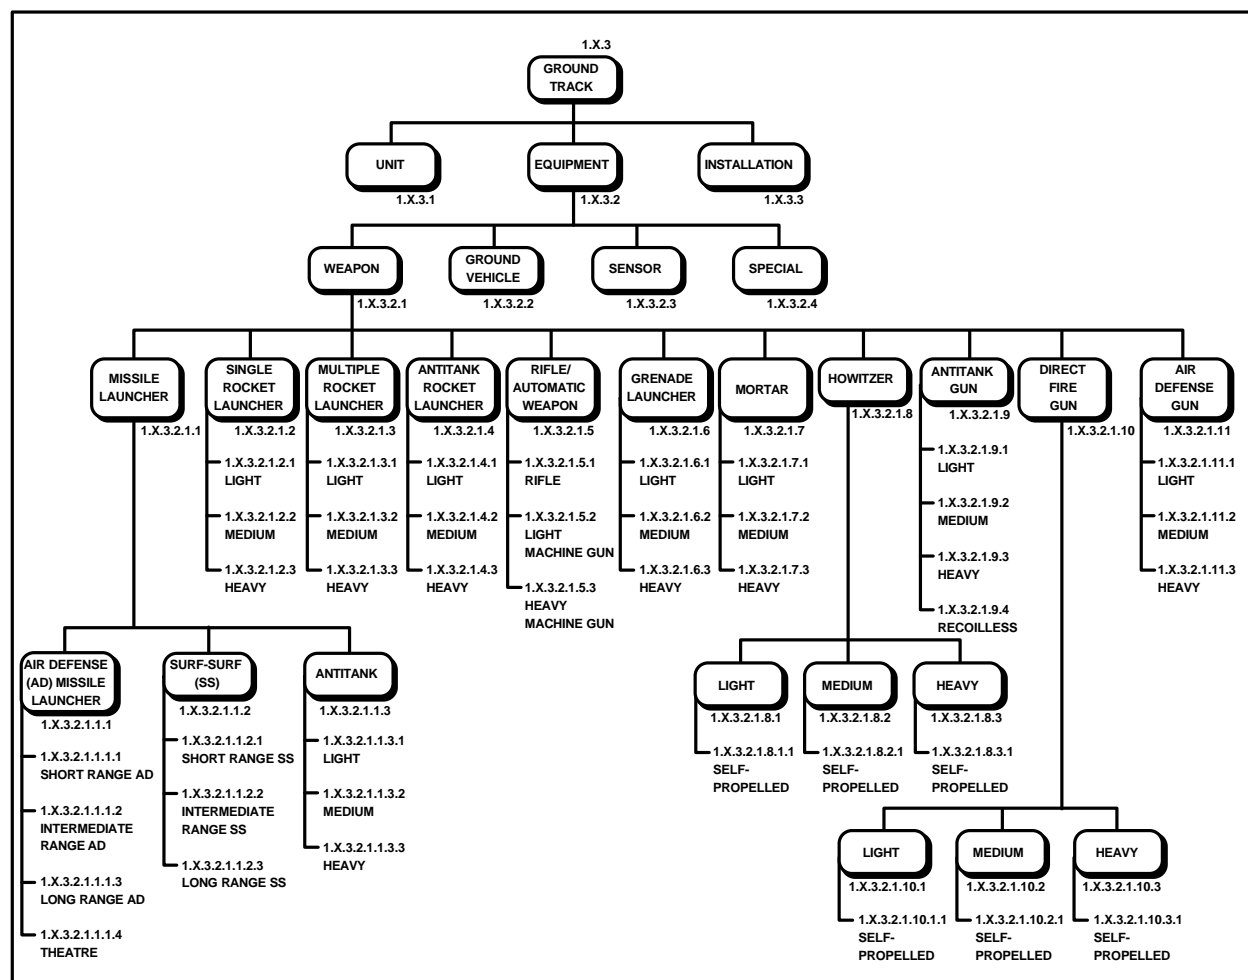 1.X.3
GROUND
TRACK
UNIT
1.X.3.1
EQUIPMENT
1.X.3.2
INSTALLATION
1.X.3.3
WEAPON
1.X.3.2.1
GROUND
VEHICLE
1.X.3.2.2
SENSOR
1.X.3.2.3
SPECIAL
1.X.3.2.4
MISSILE
LAUNCHER
1.X.3.2.1.1
SINGLE
ROCKET
LAUNCHER
1.X.3.2.1.2
1.X.3.2.1.2.1
LIGHT
1.X.3.2.1.2.2
MEDIUM
1.X.3.2.1.2.3
HEAVY
MULTIPLE
ROCKET
LAUNCHER
1.X.3.2.1.3
1.X.3.2.1.3.1
LIGHT
1.X.3.2.1.3.2
MEDIUM
1.X.3.2.1.3.3
HEAVY
ANTITANK
ROCKET
LAUNCHER
1.X.3.2.1.4
1.X.3.2.1.4.1
LIGHT
1.X.3.2.1.4.2
MEDIUM
1.X.3.2.1.4.3
HEAVY
RIFLE/
AUTOMATIC
WEAPON
1.X.3.2.1.5
1.X.3.2.1.5.1
RIFLE
1.X.3.2.1.5.2
LIGHT
MACHINE GUN
1.X.3.2.1.5.3
HEAVY
MACHINE GUN
GRENADE
LAUNCHER
1.X.3.2.1.6
1.X.3.2.1.6.1
LIGHT
1.X.3.2.1.6.2
MEDIUM
1.X.3.2.1.6.3
HEAVY
MORTAR
1.X.3.2.1.7
1.X.3.2.1.7.1
LIGHT
1.X.3.2.1.7.2
MEDIUM
1.X.3.2.1.7.3
HEAVY
HOWITZER
1.X.3.2.1.8
ANTITANK
GUN
1.X.3.2.1.9
1.X.3.2.1.9.1
LIGHT
1.X.3.2.1.9.2
MEDIUM
1.X.3.2.1.9.3
HEAVY
1.X.3.2.1.9.4
RECOILLESS
DIRECT
FIRE
GUN
1.X.3.2.1.10
AIR
DEFENSE
GUN
1.X.3.2.1.11
1.X.3.2.1.11.1
LIGHT
1.X.3.2.1.11.2
MEDIUM
1.X.3.2.1.11.3
HEAVY
AIR DEFENSE
(AD) MISSILE
LAUNCHER
1.X.3.2.1.1.1
1.X.3.2.1.1.1.1
SHORT RANGE AD
1.X.3.2.1.1.1.2
INTERMEDIATE
RANGE AD
1.X.3.2.1.1.1.3
LONG RANGE AD
1.X.3.2.1.1.1.4
THEATRE
SURF-SURF
(SS)
1.X.3.2.1.1.2
1.X.3.2.1.1.2.1
SHORT RANGE SS
1.X.3.2.1.1.2.2
INTERMEDIATE
RANGE SS
1.X.3.2.1.1.2.3
LONG RANGE SS
ANTITANK
1.X.3.2.1.1.3
1.X.3.2.1.1.3.1
LIGHT
1.X.3.2.1.1.3.2
MEDIUM
1.X.3.2.1.1.3.3
HEAVY
LIGHT
1.X.3.2.1.8.1
1.X.3.2.1.8.1.1
SELF-
PROPELLED
MEDIUM
1.X.3.2.1.8.2
1.X.3.2.1.8.2.1
SELF-
PROPELLED
HEAVY
1.X.3.2.1.8.3
1.X.3.2.1.8.3.1
SELF-
PROPELLED
LIGHT
1.X.3.2.1.10.1
1.X.3.2.1.10.1.1
SELF-
PROPELLED
MEDIUM
1.X.3.2.1.10.2
1.X.3.2.1.10.2.1
SELF-
PROPELLED
HEAVY
1.X.3.2.1.10.3
1.X.3.2.1.10.3.1
SELF-
PROPELLED